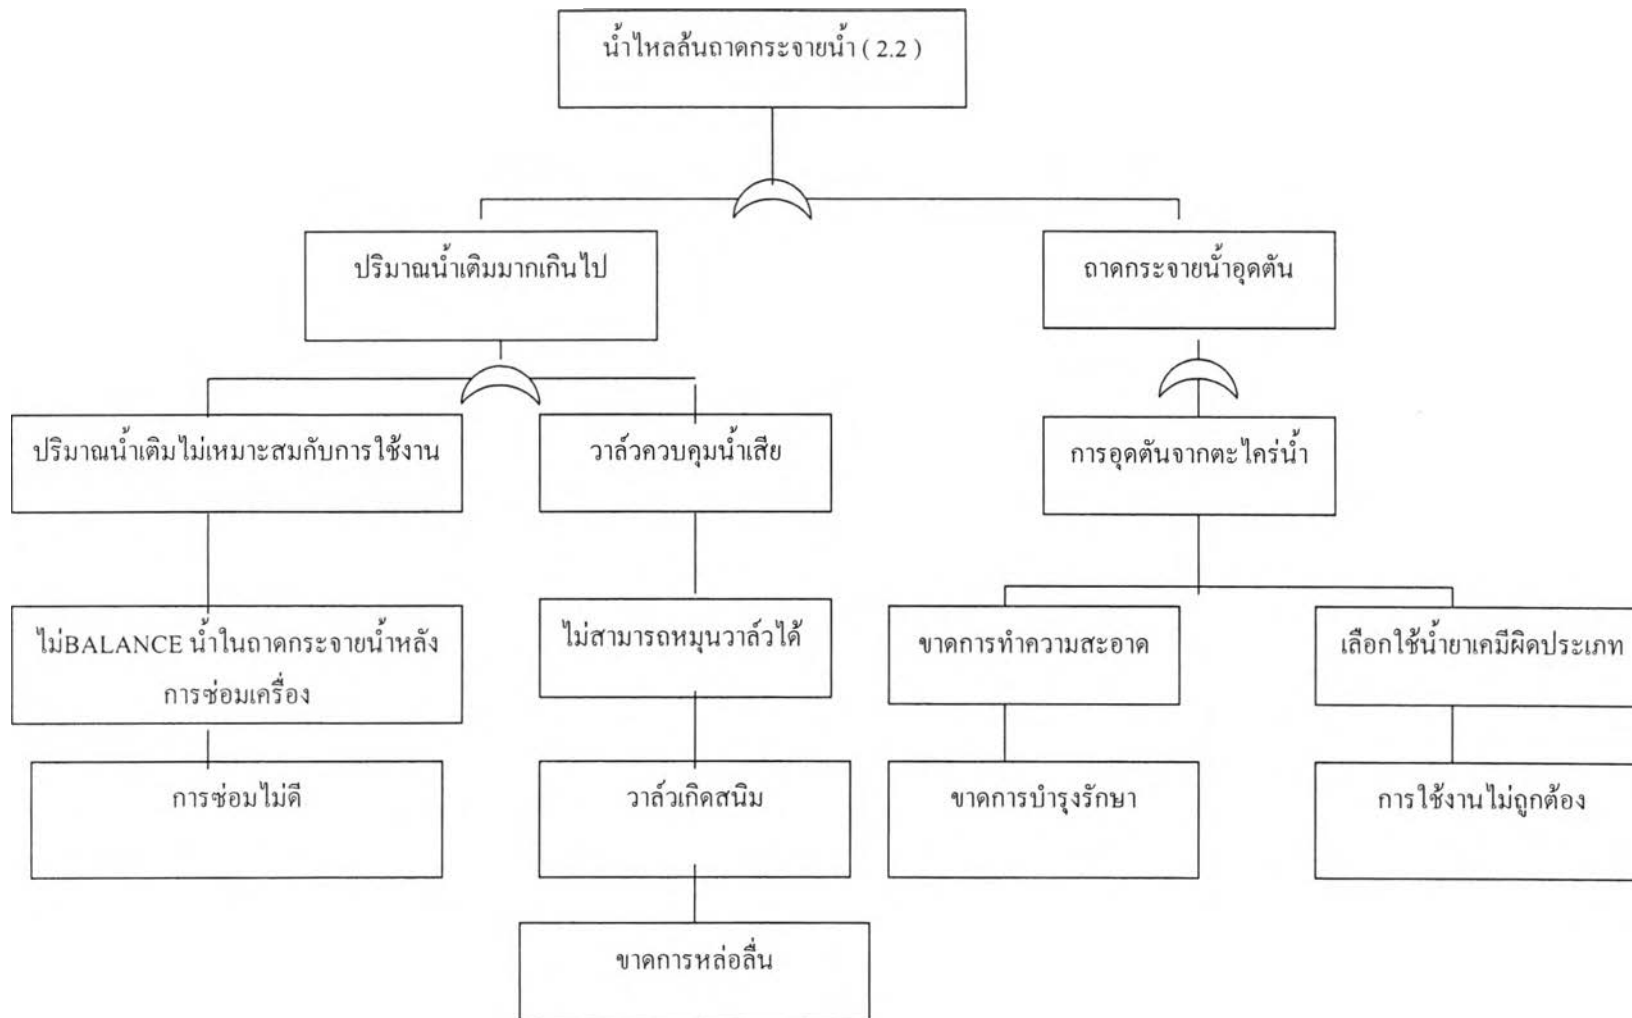 น้ำไหลล้นถาดกระจายน้ำ ( 2.2 )
ปริมาณน้ำเติมมากเกินไป
ถาดกระจายน้ำอุดตัน
ปริมาณน้ำเติมไม่เหมาะสมกับการใช้งาน
วาล์วควบคุมน้ำเสีย
การอุดตันจากตะไคร่น้ำ
ไม่BALANCE น้ำในถาดกระจายน้ำหลัง
การซ่อมเครื่อง
ไม่สามารถหมุนวาล์วได้
ขาดการทำความสะอาด
เลือกใช้น้ำยาเคมีผิดประเภท
การซ่อมไม่ดี
วาล์วเกิดสนิม
ขาดการบำรุงรักษา
การใช้งานไม่ถูกต้อง
ขาดการหล่อลื่น